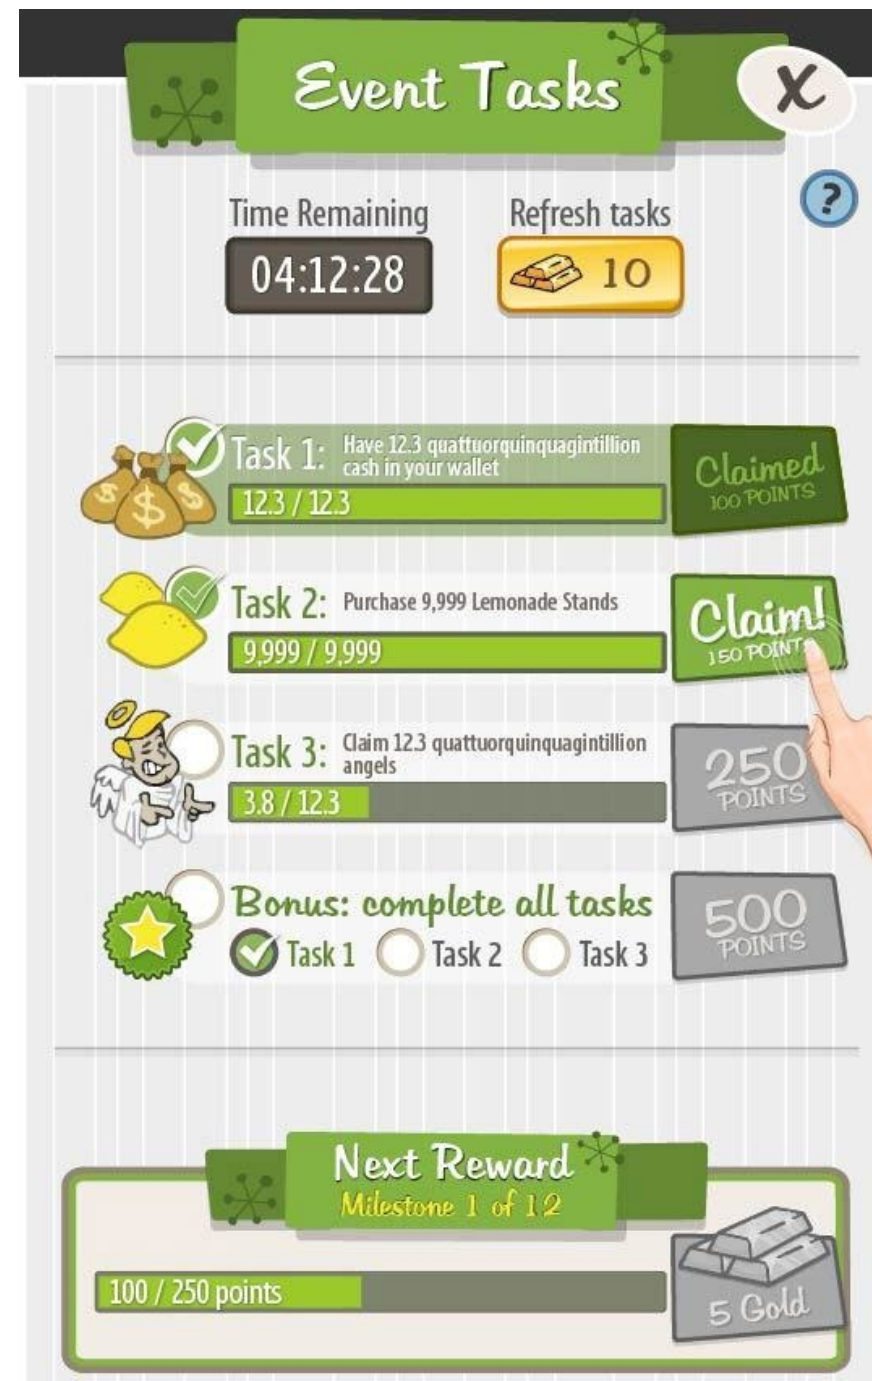 Event Tasks
X
?
Time Remaining
Refresh tasks
04:12:28
10
Task 1: Have 12.3 quattuorquinquagintillion
cash in your wallet
12.3 / 12.3
Claimed
100 POINTS
Task 2: Purchase 9,999 Lemonade Stands
9,999 / 9,999
Claim!
150 POINTS
Task 3: Claim 12.3 quattuorquinquagintillion
angels
3.8 / 12.3
250
POINTS
Bonus: complete all tasks
Task 1 Task 2 Task 3
500
POINTS
Next Reward
Milestone 1 of 12
100 / 250 points
5 Gold